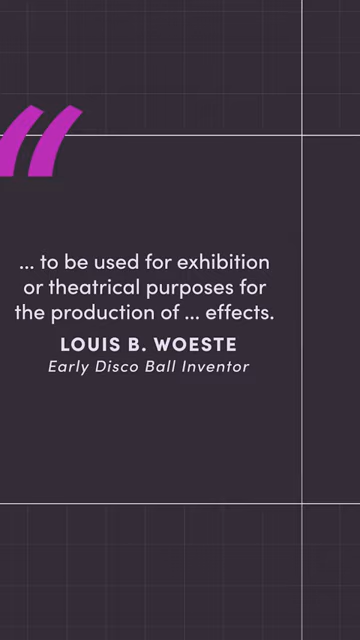 “
... to be used for exhibition
or theatrical purposes for
the production of ... effects.
LOUIS B. WOESTE
Early Disco Ball Inventor